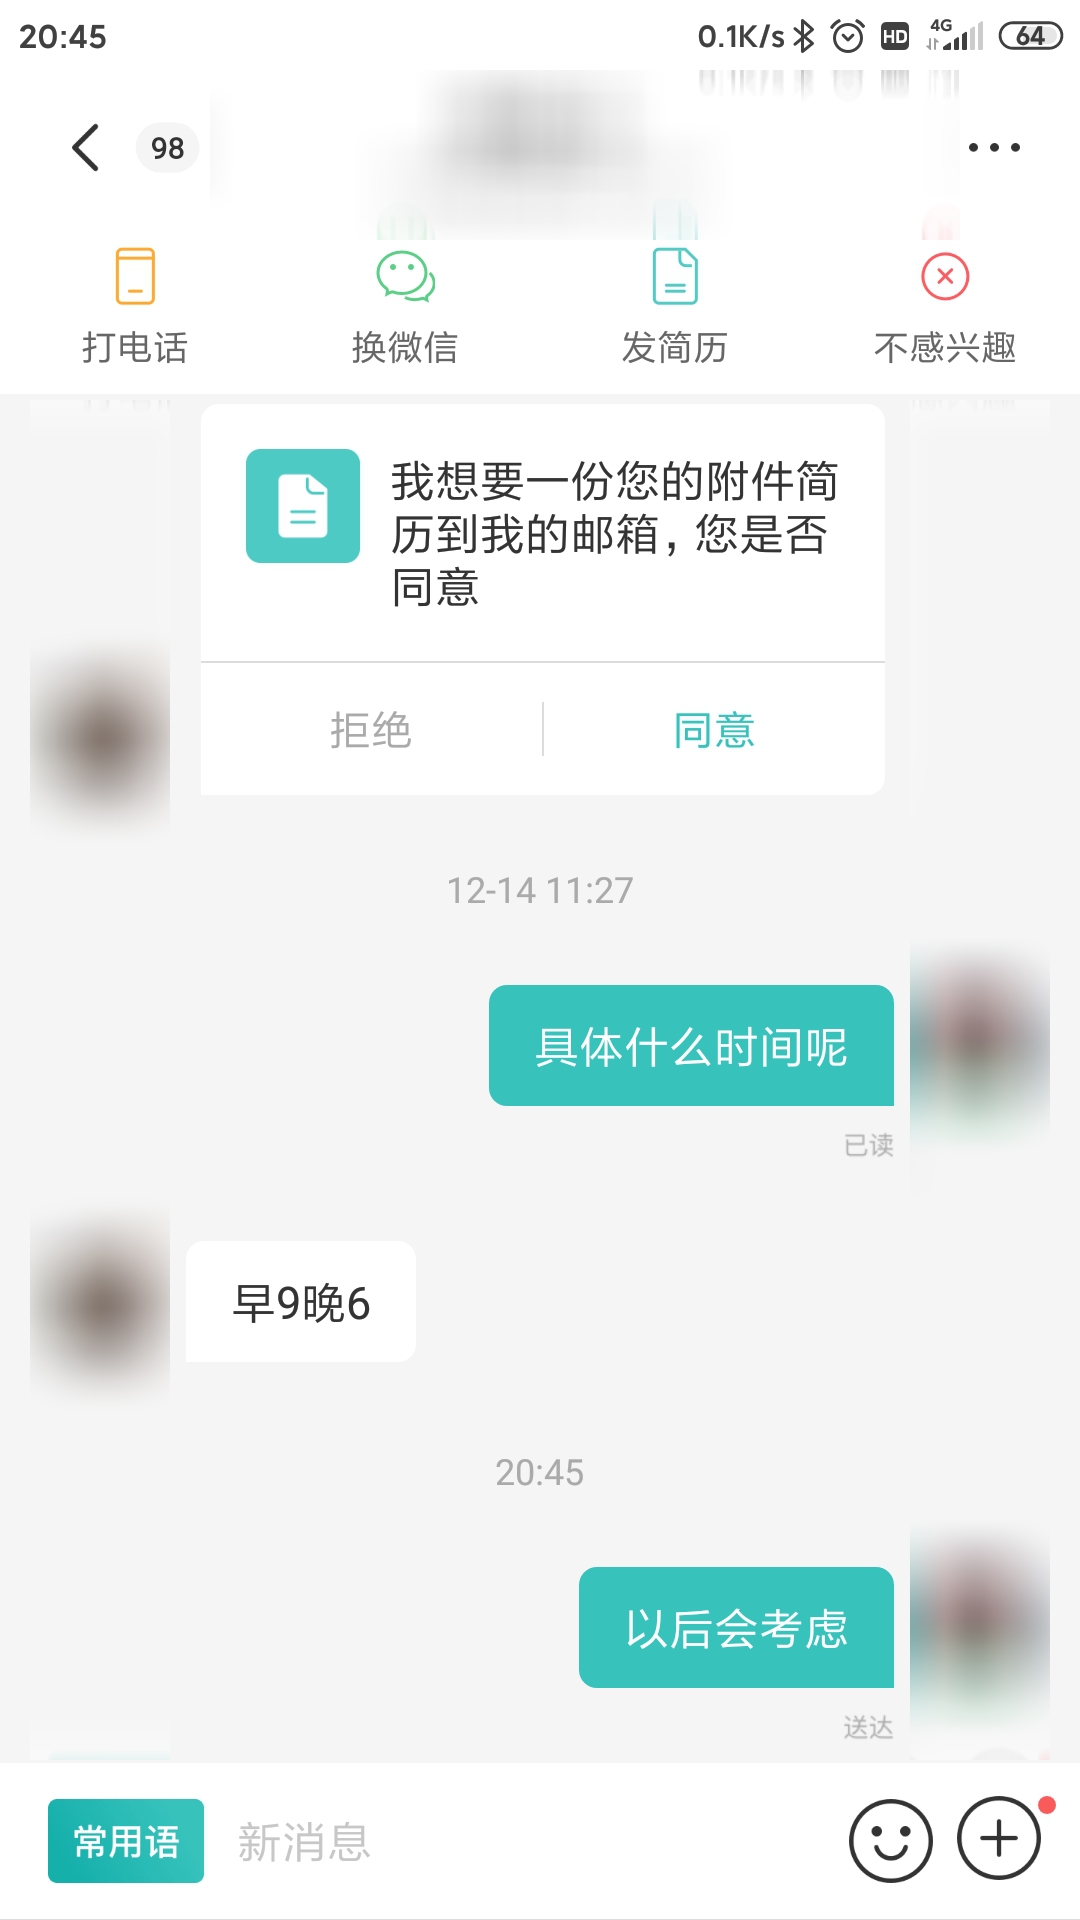 20:45 0.1K/s HD 4G 64
98
打电话 换微信 发简历 不感兴趣
我想要一份您的附件简
历到我的邮箱，您是否
同意
拒绝 同意
12-14 11:27
具体什么时间呢
已读
早9晚6
20:45
以后会考虑
送达
常用语 新消息